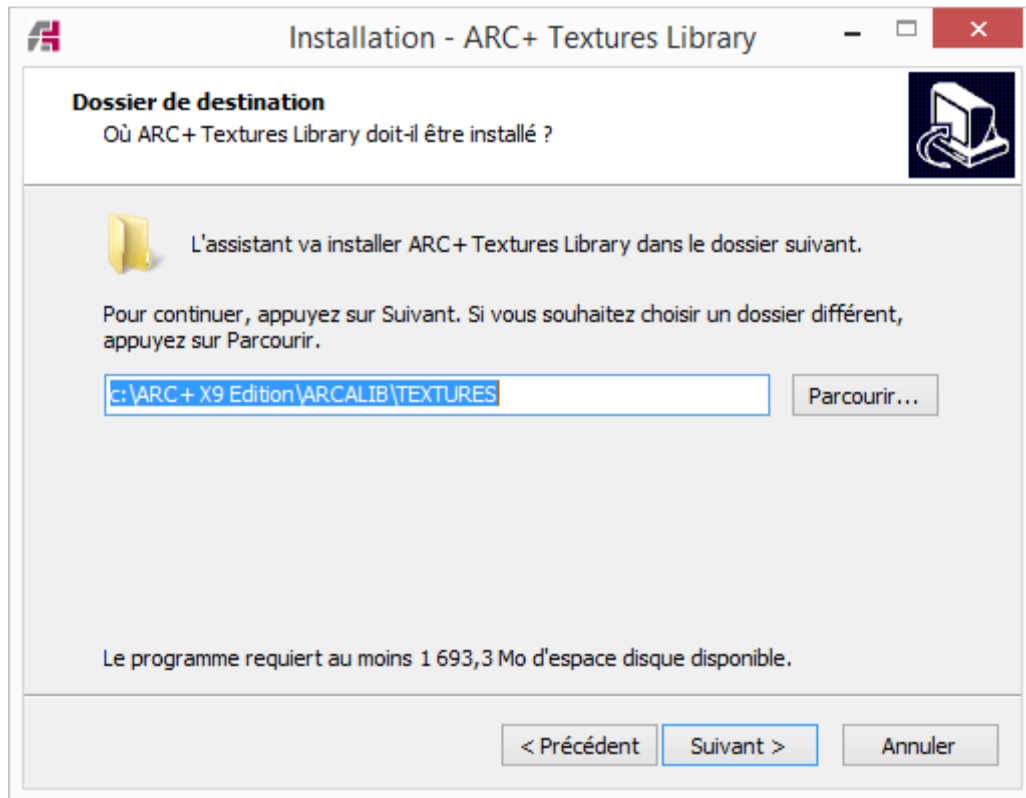 Installation - ARC+ Textures Library
Dossier de destination
Où ARC+ Textures Library doit-il être installé ?
L'assistant va installer ARC+ Textures Library dans le dossier suivant.
Pour continuer, appuyez sur Suivant. Si vous souhaitez choisir un dossier différent,
appuyez sur Parcourir.
c:\ARC+ X9 Edition\ARCALIB\TEXTURES
Parcourir...
Le programme requiert au moins 1 693,3 Mo d'espace disque disponible.
< Précédent
Suivant >
Annuler